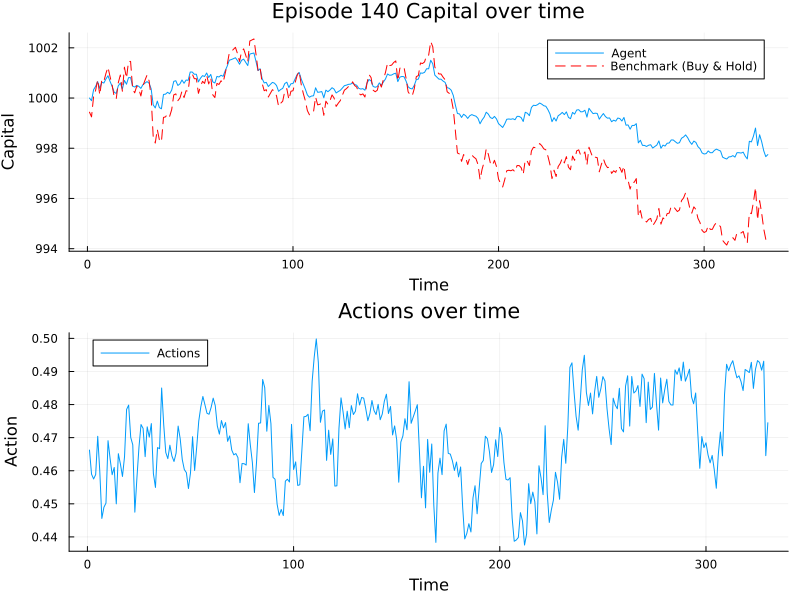 Episode 140 Capital over time
1002
1000
998
996
994
Capital
Agent
Benchmark (Buy & Hold)
0
100
200
300
Time
Actions over time
0.50
0.49
0.48
0.47
0.46
0.45
0.44
Action
Actions
0
100
200
300
Time